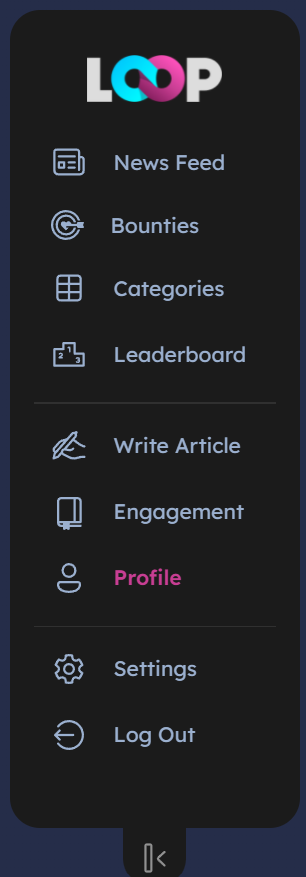 LOOP
News Feed
Bounties
Categories
Leaderboard
Write Article
Engagement
Profile
Settings
Log Out